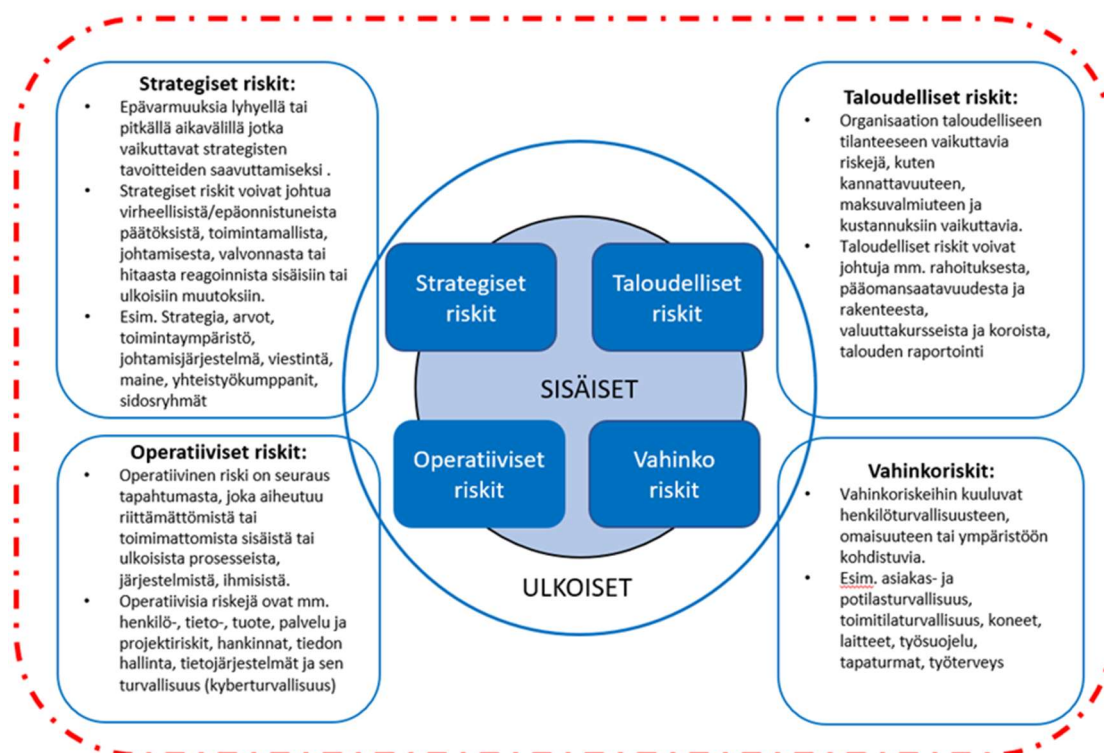 Strategiset riskit:
• Epävarmuuksia lyhyellä tai
pitkällä aikavälillä jotka
vaikuttavat strategisten
tavoitteiden saavuttamiseksi .
• Strategiset riskit voivat johtua
virheellisistä/epäonnistuneista
päätöksistä, toimintamallista,
johtamisesta, valvonnasta tai
hitaasta reagoinnista sisäisiin tai
ulkoisiin muutoksiin.
• Esim. Strategia, arvot,
toimintaympäristö,
johtamisjärjestelmä, viestintä,
maine, yhteistyökumppanit,
sidosryhmät
Operatiiviset riskit:
• Operatiivinen riski on seuraus
tapahtumasta, joka aiheutuu
riittämättömistä tai
toimimattomista sisäistä tai
ulkoisista prosesseista,
järjestelmistä, ihmisistä.
• Operatiivisia riskejä ovat mm.
henkilö-, tieto-, tuote, palvelu ja
projektiriskit, hankinnat, tiedon
hallinta, tietojärjestelmät ja sen
turvallisuus (kyberturvallisuus)
Strategiset
riskit
Taloudelliset
riskit
SISÄISET
Operatiiviset
riskit
Vahinko
riskit
ULKOISET
Taloudelliset riskit:
• Organisaation taloudelliseen
tilanteeseen vaikuttavia
riskejä, kuten
kannattavuuteen,
maksuvalmiuteen ja
kustannuksiin vaikuttavia.
• Taloudelliset riskit voivat
johtuja mm. rahoituksesta,
pääomansaatavuudesta ja
rakenteesta,
valuuttakursseista ja koroista,
talouden raportointi
Vahinkoriskit:
• Vahinkoriskeihin kuuluvat
henkilöturvallisuusteen,
omaisuuteen tai ympäristöön
kohdistuvia.
• Esim. asiakas- ja
potilasturvallisuus,
toimitilaturvallisuus, koneet,
laitteet, työsuojelu,
tapaturmat, työterveys